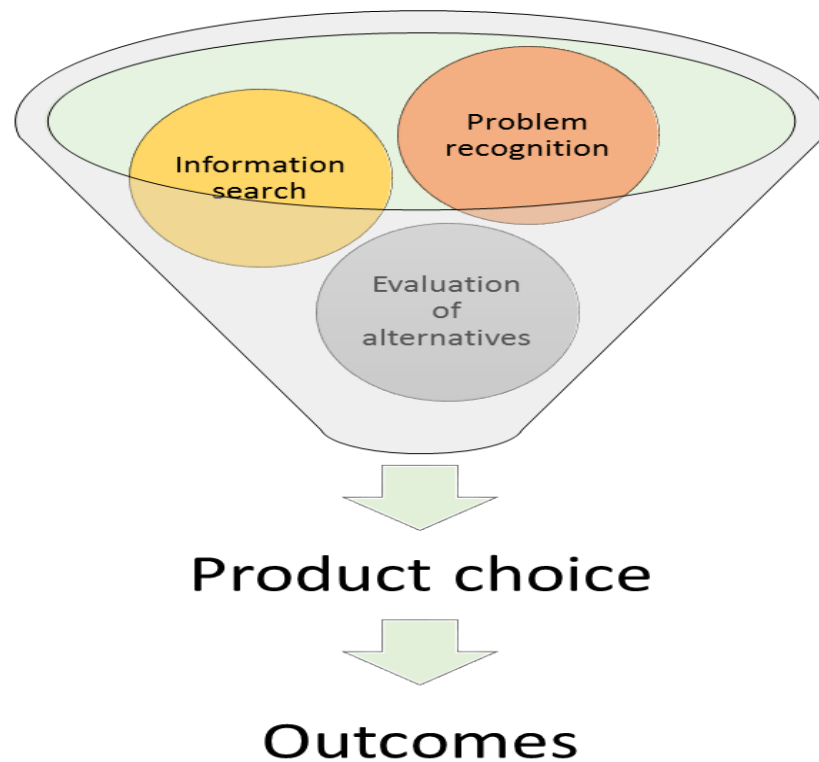 Problem
recognition
Information
search
Evaluation
of
alternatives
Product choice
Outcomes